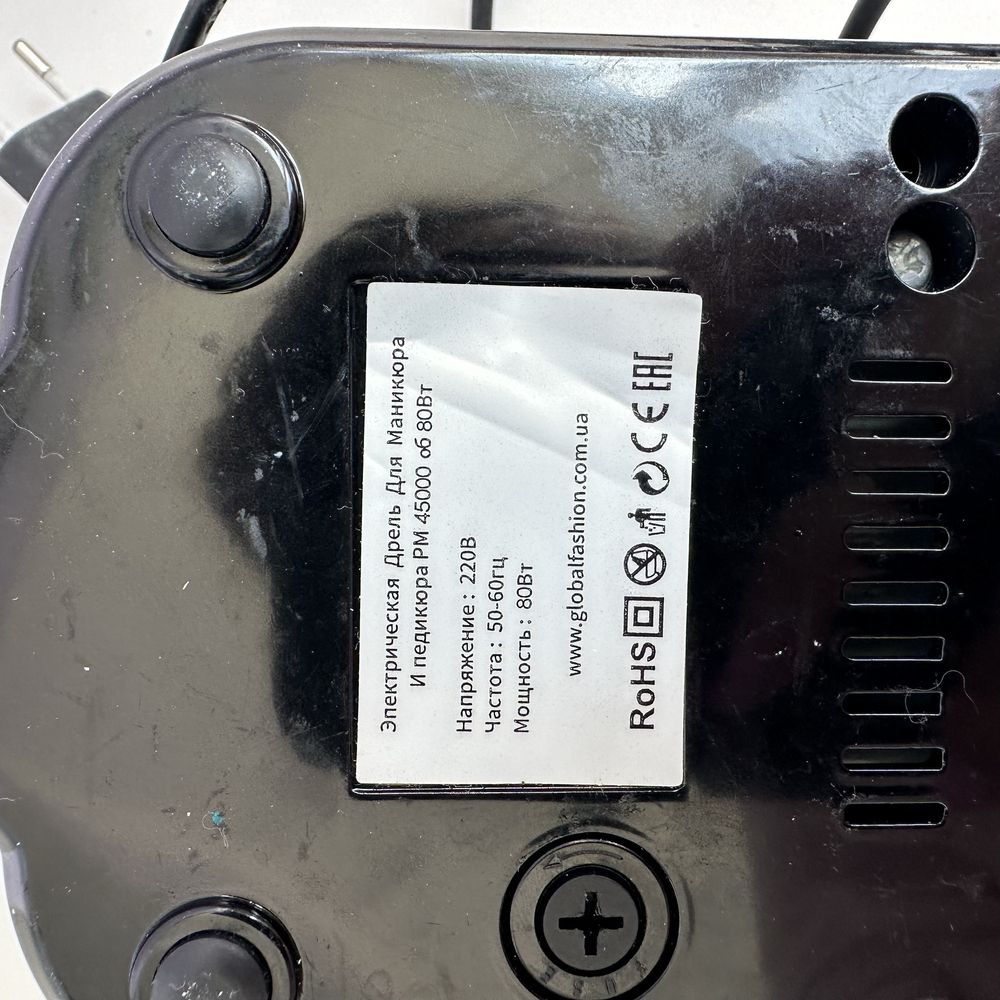 Электрическая Дрель Для Маникюра
И педикюра PM 45000 об 80Вт
Напряжение : 220В
Частота : 50-60гц
Мощность : 80Вт
www.globalfashion.com.ua
RoHS CE EAC